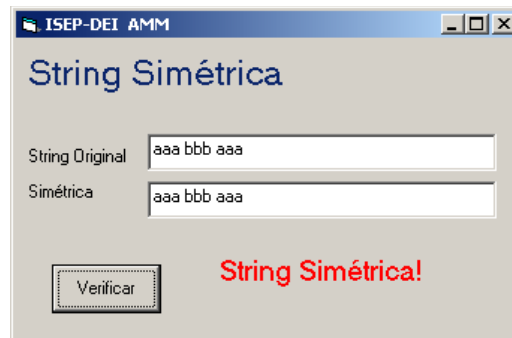 ISEP-DEI AMM
String Simétrica
String Original aaa bbb aaa
Simétrica aaa bbb aaa
Verificar String Simétrica!